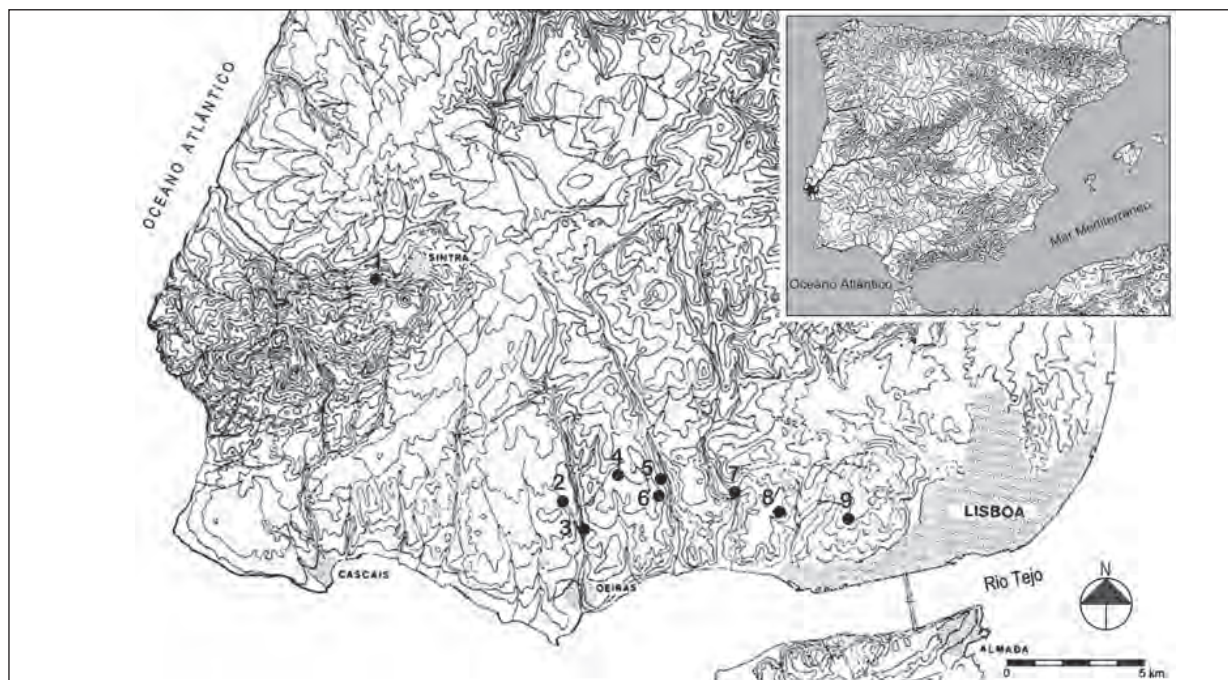 OCEANO ATLÂNTICO
SINTRA
1
Mar Mediterrâneo
Oceano Atlântico
2
3
4
5
6
7
8
9
LISBOA
CASCAIS
OEIRAS
Rio Tejo
N
ALMADA
0 5 km